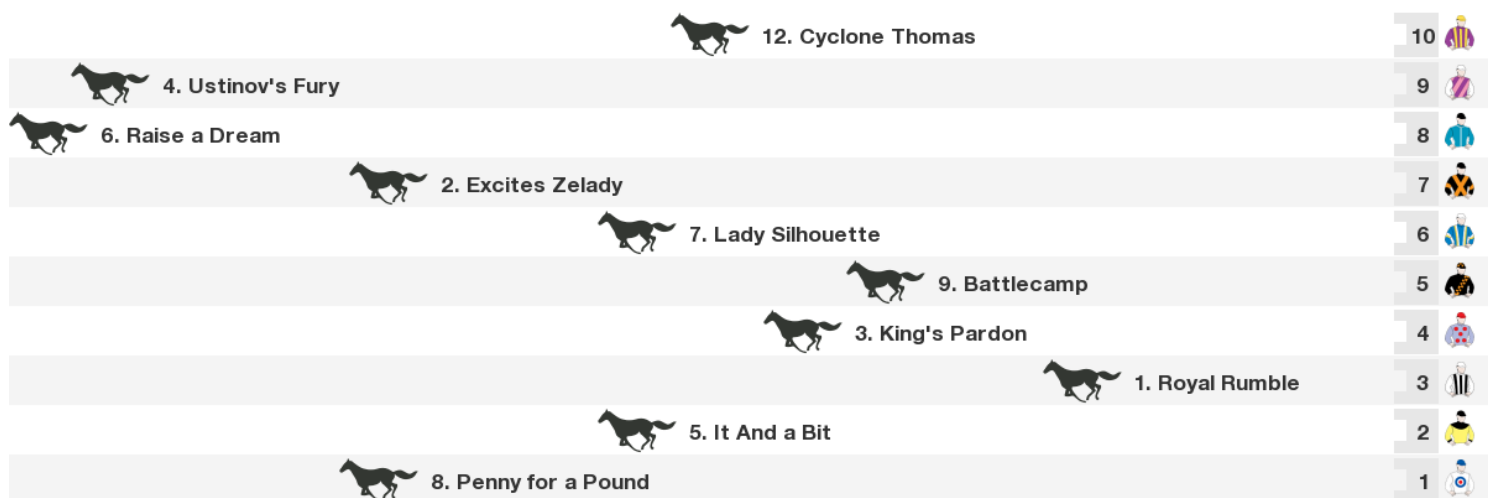 12. Cyclone Thomas 10
4. Ustinov's Fury 9
6. Raise a Dream 8
2. Excites Zelady 7
7. Lady Silhouette 6
9. Battlecamp 5
3. King's Pardon 4
1. Royal Rumble 3
5. It And a Bit 2
8. Penny for a Pound 1